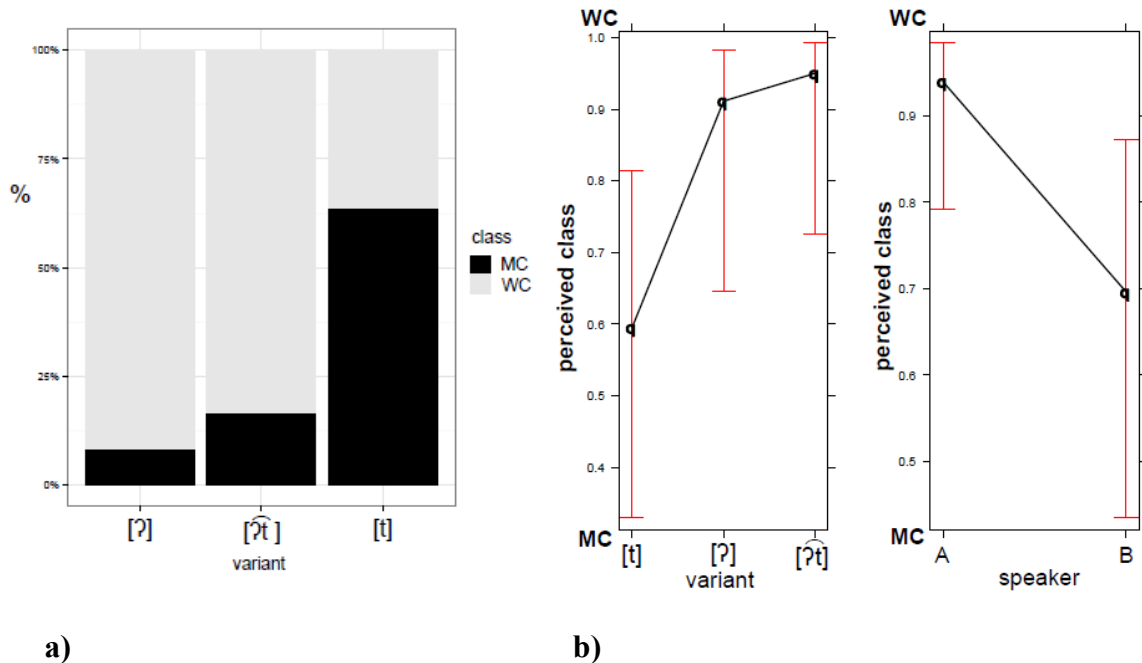 100%
75%
%
50%
25%
0%
[ʔ]
[ʔ͡t]
[t]
variant
class
MC
WC
WC
1.0
0.9
0.8
0.7
0.6
0.5
0.4
perceived class
MC
[t]
[ʔ]
[ʔ͡t]
variant
WC
0.9
0.8
0.7
0.6
0.5
perceived class
MC
A
B
speaker
a)
b)